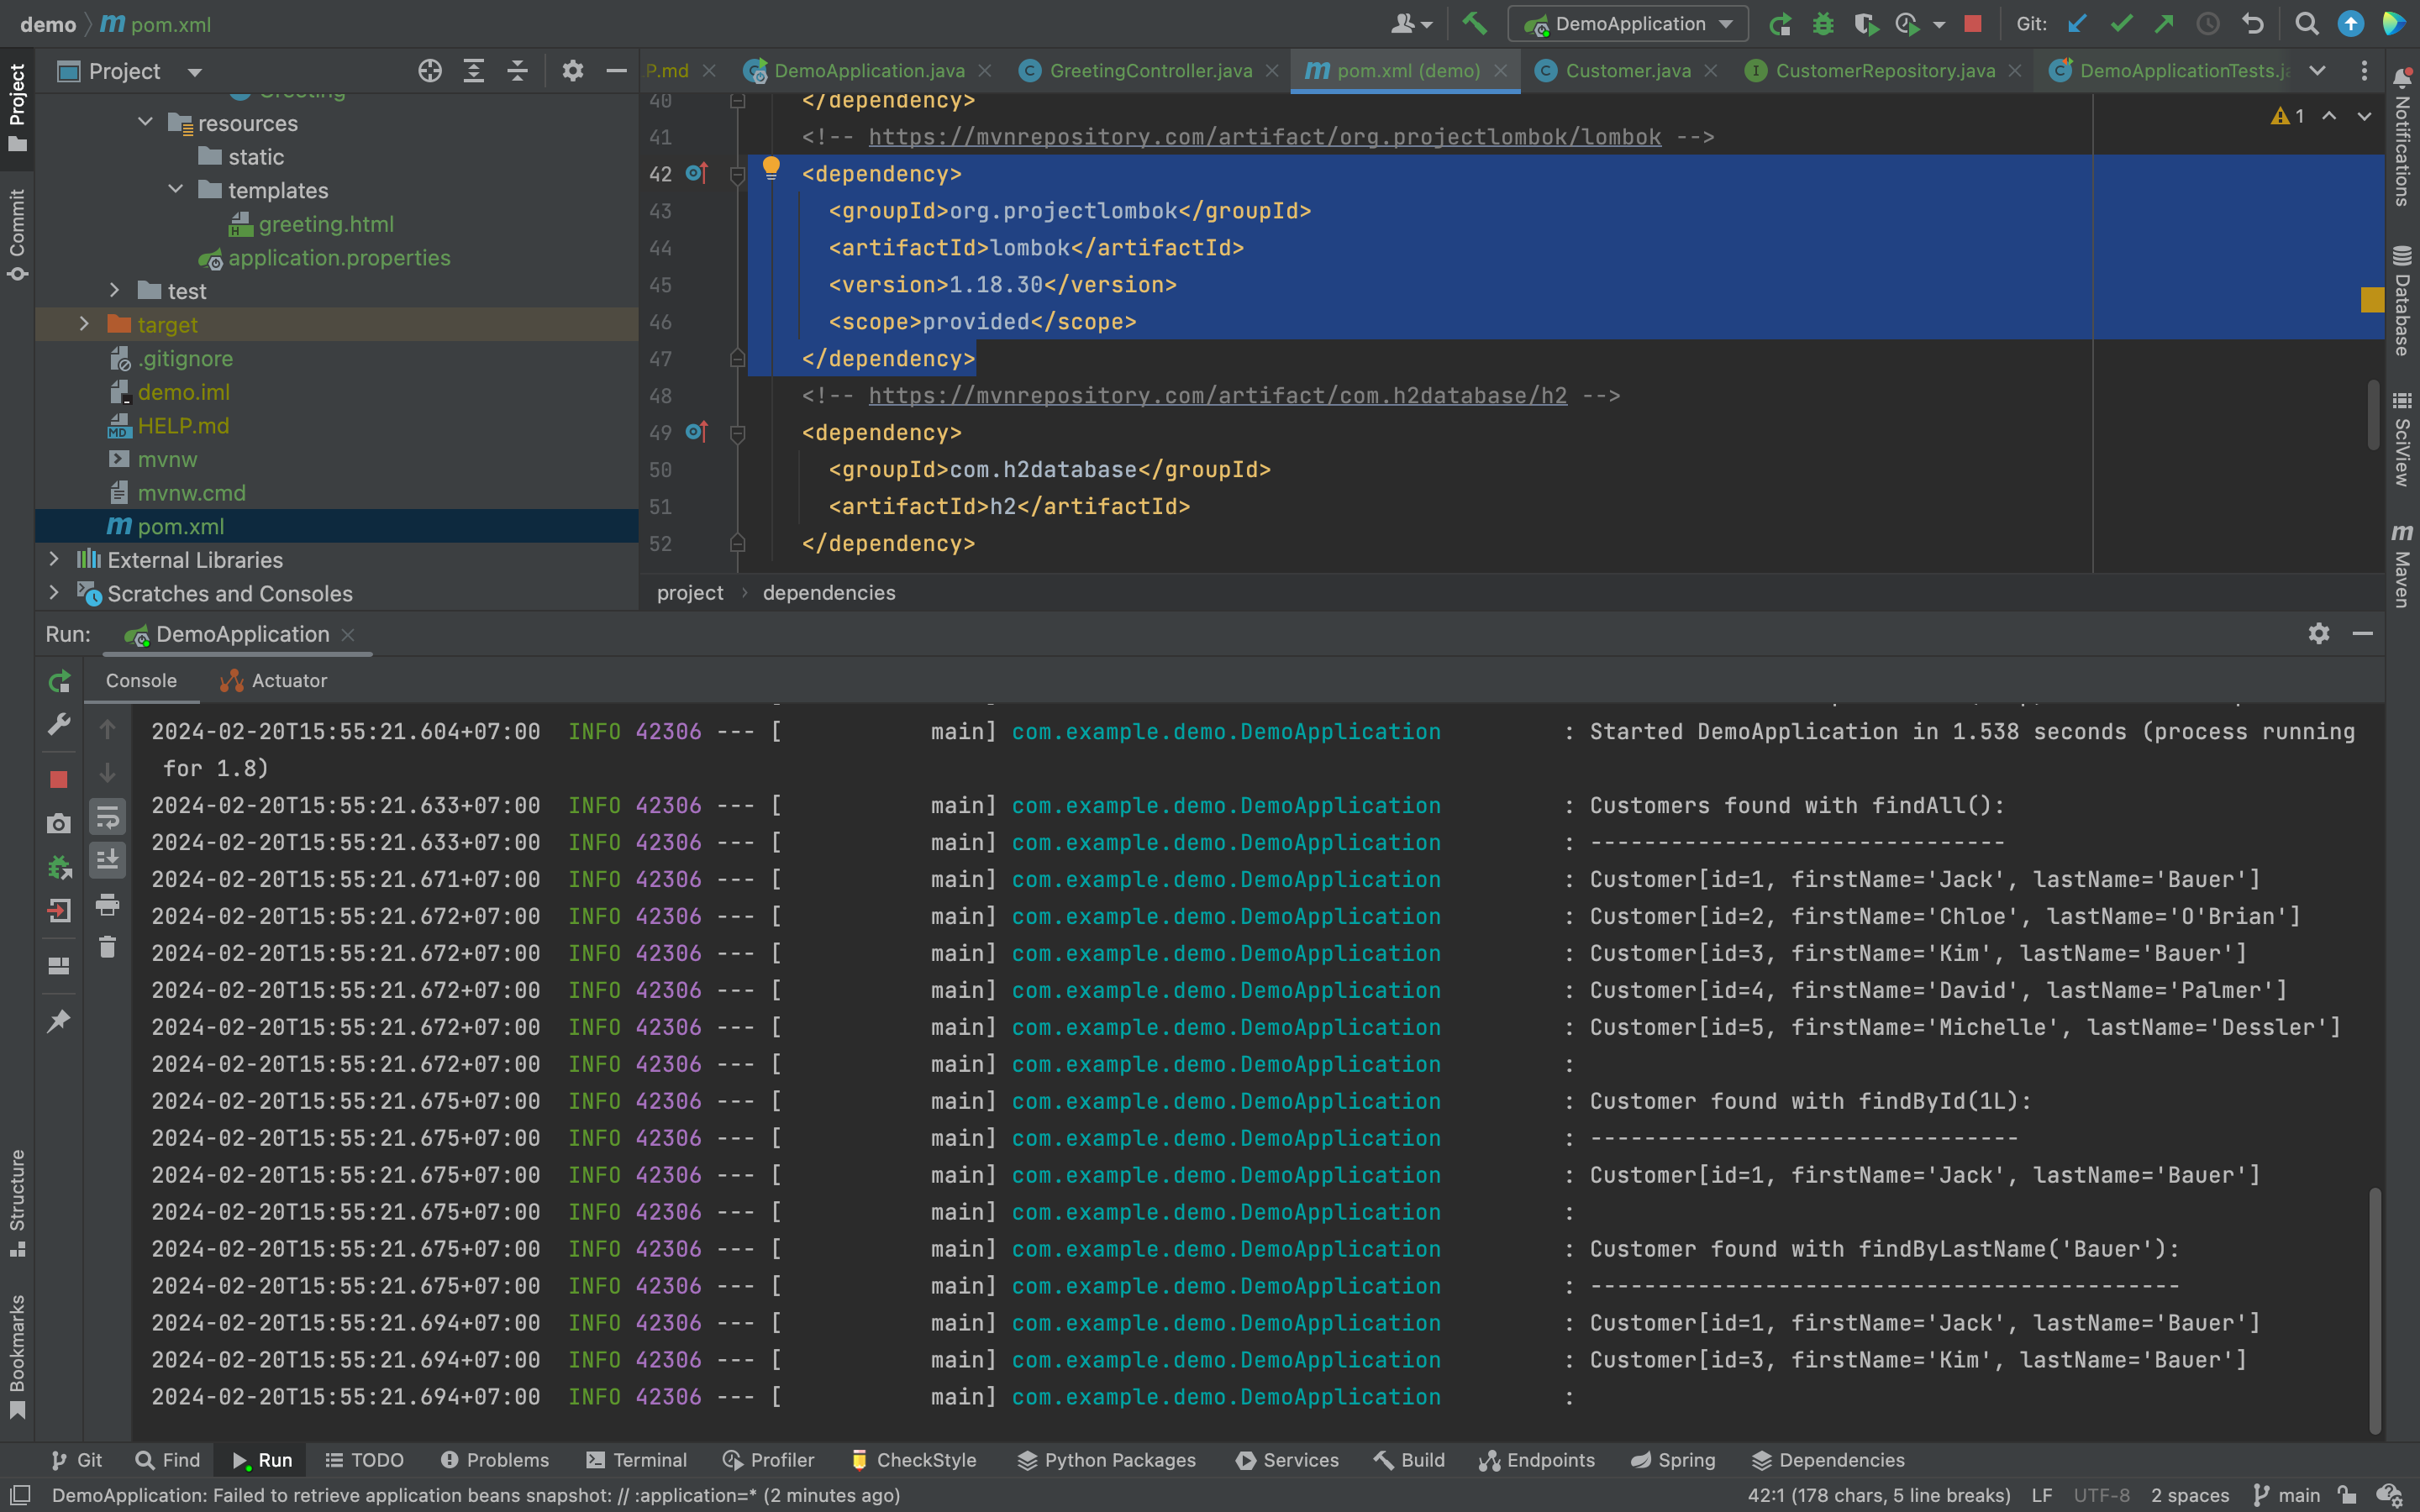 demo pom.xml DemoApplication Git:
Project
P.md DemoApplication.java GreetingController.java pom.xml (demo) Customer.java CustomerRepository.java DemoApplicationTests.ja
Greeting
resources
static
templates
greeting.html
application.properties
test
target
.gitignore
demo.iml
HELP.md
mvnw
mvnw.cmd
pom.xml
External Libraries
Scratches and Consoles
Project
Commit
Structure
Bookmarks
40 </dependency>
41 <!-- https://mvnrepository.com/artifact/org.projectlombok/lombok -->
42 <dependency>
43 <groupId>org.projectlombok</groupId>
44 <artifactId>lombok</artifactId>
45 <version>1.18.30</version>
46 <scope>provided</scope>
47 </dependency>
48 <!-- https://mvnrepository.com/artifact/com.h2database/h2 -->
49 <dependency>
50 <groupId>com.h2database</groupId>
51 <artifactId>h2</artifactId>
52 </dependency>
1
project dependencies
Notifications
Database
SciView
Maven
Run: DemoApplication
Console Actuator
2024-02-20T15:55:21.604+07:00 INFO 42306 --- [ main] com.example.demo.DemoApplication : Started DemoApplication in 1.538 seconds (process running
for 1.8)
2024-02-20T15:55:21.633+07:00 INFO 42306 --- [ main] com.example.demo.DemoApplication : Customers found with findAll():
2024-02-20T15:55:21.633+07:00 INFO 42306 --- [ main] com.example.demo.DemoApplication : -------------------------------
2024-02-20T15:55:21.671+07:00 INFO 42306 --- [ main] com.example.demo.DemoApplication : Customer[id=1, firstName='Jack', lastName='Bauer']
2024-02-20T15:55:21.672+07:00 INFO 42306 --- [ main] com.example.demo.DemoApplication : Customer[id=2, firstName='Chloe', lastName='O'Brian']
2024-02-20T15:55:21.672+07:00 INFO 42306 --- [ main] com.example.demo.DemoApplication : Customer[id=3, firstName='Kim', lastName='Bauer']
2024-02-20T15:55:21.672+07:00 INFO 42306 --- [ main] com.example.demo.DemoApplication : Customer[id=4, firstName='David', lastName='Palmer']
2024-02-20T15:55:21.672+07:00 INFO 42306 --- [ main] com.example.demo.DemoApplication : Customer[id=5, firstName='Michelle', lastName='Dessler']
2024-02-20T15:55:21.672+07:00 INFO 42306 --- [ main] com.example.demo.DemoApplication :
2024-02-20T15:55:21.675+07:00 INFO 42306 --- [ main] com.example.demo.DemoApplication : Customer found with findById(1L):
2024-02-20T15:55:21.675+07:00 INFO 42306 --- [ main] com.example.demo.DemoApplication : --------------------------------
2024-02-20T15:55:21.675+07:00 INFO 42306 --- [ main] com.example.demo.DemoApplication : Customer[id=1, firstName='Jack', lastName='Bauer']
2024-02-20T15:55:21.675+07:00 INFO 42306 --- [ main] com.example.demo.DemoApplication :
2024-02-20T15:55:21.675+07:00 INFO 42306 --- [ main] com.example.demo.DemoApplication : Customer found with findByLastName('Bauer'):
2024-02-20T15:55:21.675+07:00 INFO 42306 --- [ main] com.example.demo.DemoApplication : --------------------------------------------
2024-02-20T15:55:21.694+07:00 INFO 42306 --- [ main] com.example.demo.DemoApplication : Customer[id=1, firstName='Jack', lastName='Bauer']
2024-02-20T15:55:21.694+07:00 INFO 42306 --- [ main] com.example.demo.DemoApplication : Customer[id=3, firstName='Kim', lastName='Bauer']
2024-02-20T15:55:21.694+07:00 INFO 42306 --- [ main] com.example.demo.DemoApplication :
Git Find Run TODO Problems Terminal Profiler CheckStyle Python Packages Services Build Endpoints Spring Dependencies
DemoApplication: Failed to retrieve application beans snapshot: // :application=* (2 minutes ago) 42:1 (178 chars, 5 line breaks) LF UTF-8 2 spaces main